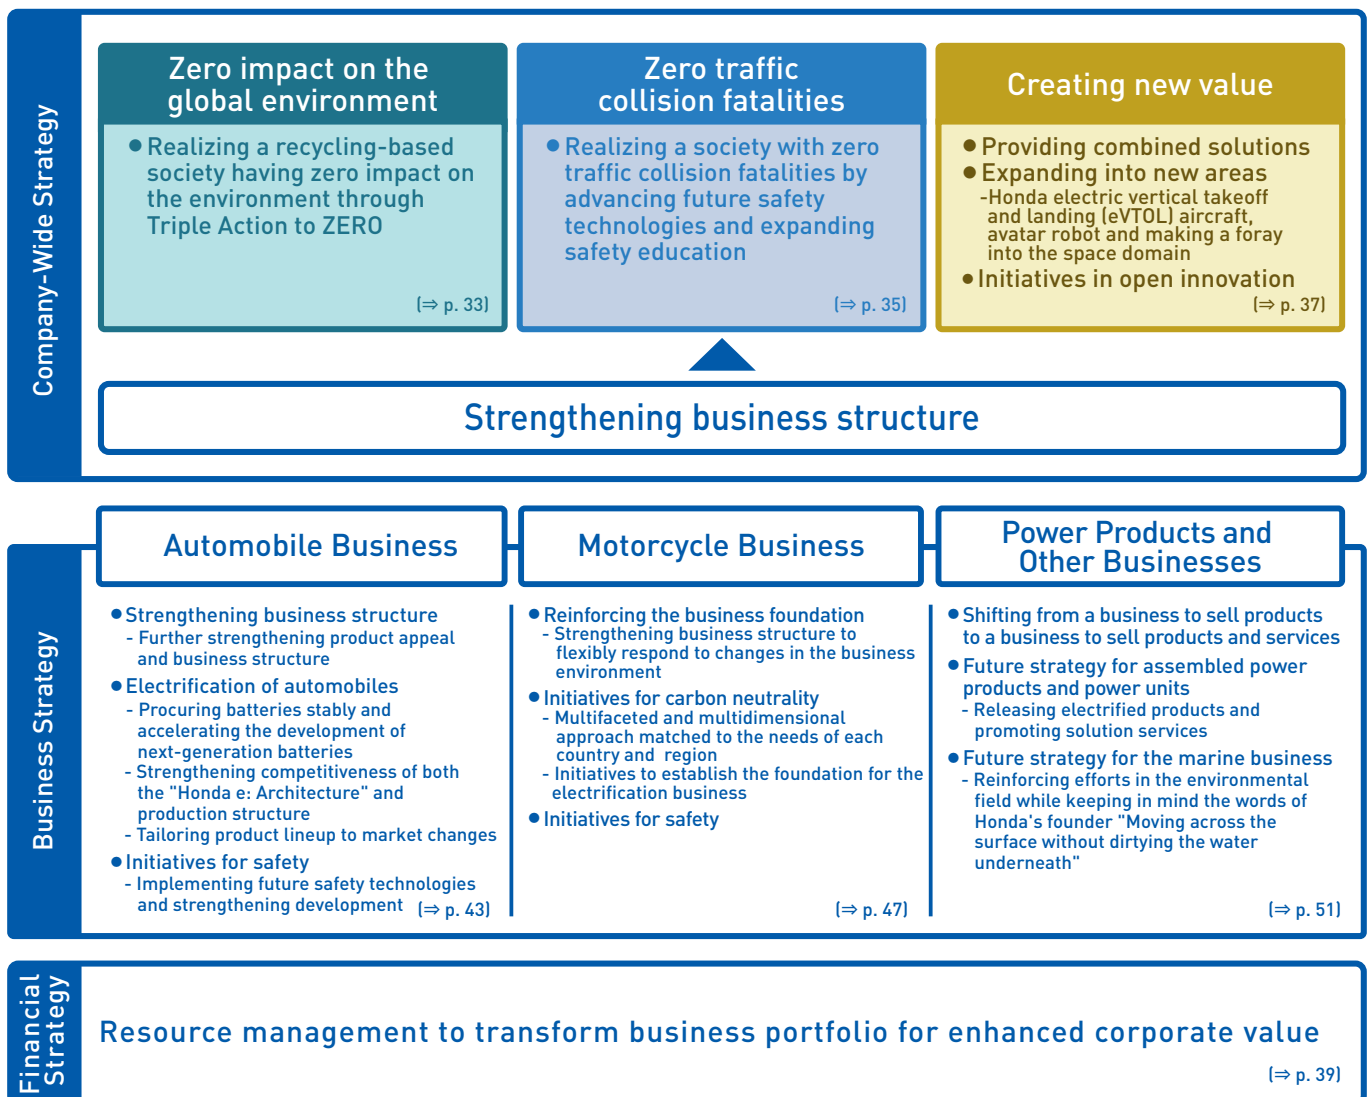 Company-Wide Strategy
Zero impact on the
global environment
● Realizing a recycling-based
society having zero impact on
the environment through
Triple Action to ZERO
(⇒ p. 33)
Zero traffic
collision fatalities
● Realizing a society with zero
traffic collision fatalities by
advancing future safety
technologies and expanding
safety education
(⇒ p. 35)
Creating new value
● Providing combined solutions
● Expanding into new areas
-Honda electric vertical takeoff
and landing (eVTOL) aircraft,
avatar robot and making a foray
into the space domain
● Initiatives in open innovation
(⇒ p. 37)
Strengthening business structure
Business Strategy
Automobile Business
● Strengthening business structure
- Further strengthening product appeal
and business structure
● Electrification of automobiles
- Procuring batteries stably and
accelerating the development of
next-generation batteries
- Strengthening competitiveness of both
the "Honda e: Architecture" and
production structure
- Tailoring product lineup to market changes
● Initiatives for safety
- Implementing future safety technologies
and strengthening development (⇒ p. 43)
Motorcycle Business
● Reinforcing the business foundation
- Strengthening business structure to
flexibly respond to changes in the business
environment
● Initiatives for carbon neutrality
- Multifaceted and multidimensional
approach matched to the needs of each
country and region
- Initiatives to establish the foundation for the
electrification business
● Initiatives for safety
(⇒ p. 47)
Power Products and
Other Businesses
● Shifting from a business to sell products
to a business to sell products and services
● Future strategy for assembled power
products and power units
- Releasing electrified products and
promoting solution services
● Future strategy for the marine business
- Reinforcing efforts in the environmental
field while keeping in mind the words of
Honda's founder "Moving across the
surface without dirtying the water
underneath"
(⇒ p. 51)
Financial
Strategy
Resource management to transform business portfolio for enhanced corporate value
(⇒ p. 39)